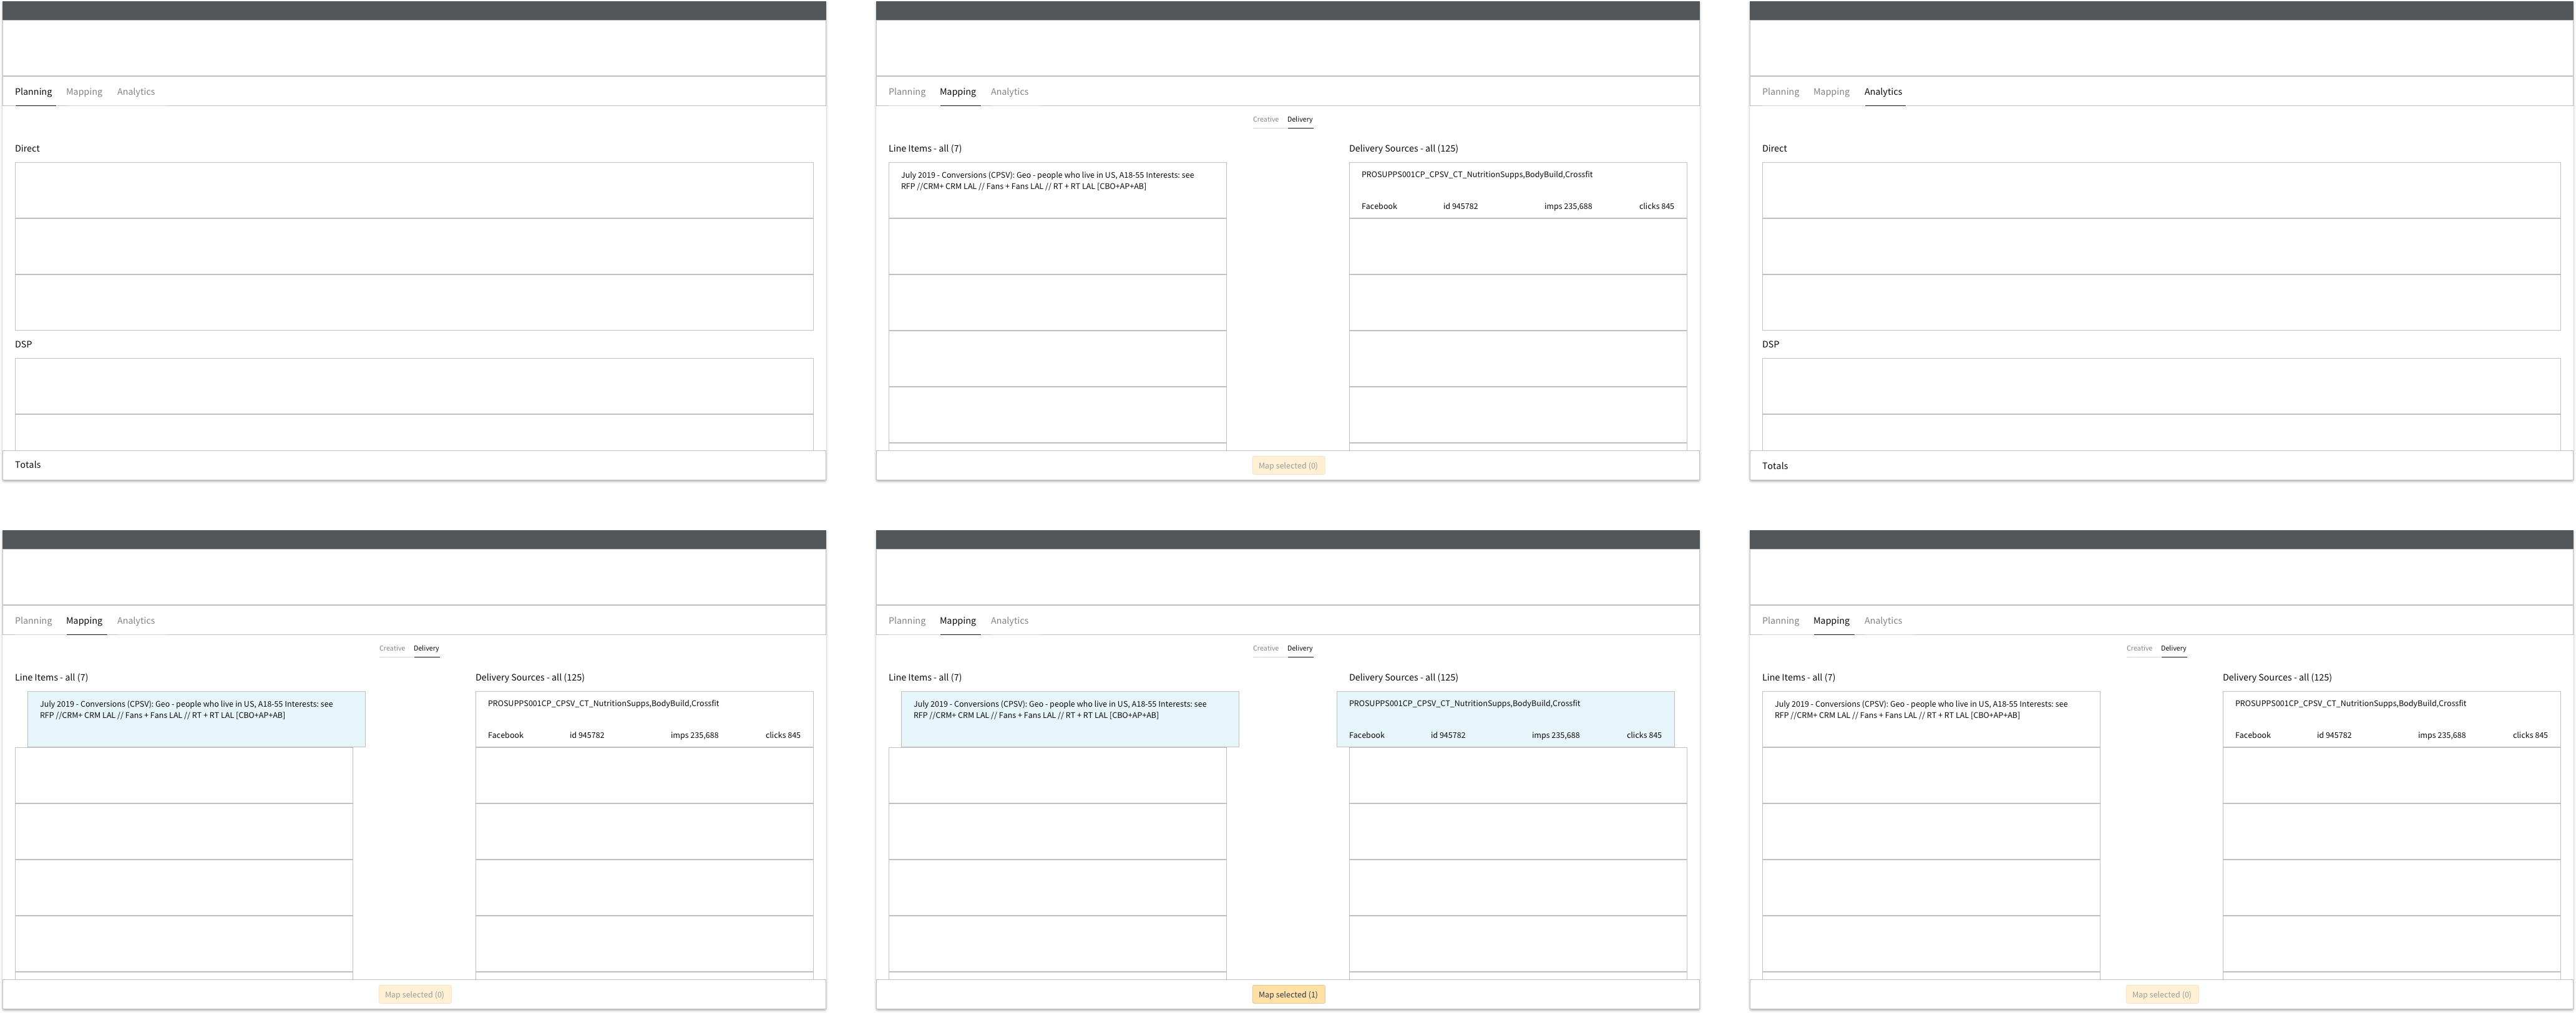 Planning Mapping Analytics
Direct
DSP
Totals
Planning Mapping Analytics
Creative Delivery
Line Items - all (7)
July 2019 - Conversions (CPSV): Geo - people who live in US, A18-55 Interests: see
RFP //CRM+ CRM LAL // Fans + Fans LAL // RT + RT LAL [CBO+AP+AB]
Delivery Sources - all (125)
PROSUPPS001CP_CPSV_CT_NutritionSupps,BodyBuild,Crossfit
Facebook id 945782 imps 235,688 clicks 845
Map selected (0)
Planning Mapping Analytics
Direct
DSP
Totals
Planning Mapping Analytics
Creative Delivery
Line Items - all (7)
July 2019 - Conversions (CPSV): Geo - people who live in US, A18-55 Interests: see
RFP //CRM+ CRM LAL // Fans + Fans LAL // RT + RT LAL [CBO+AP+AB]
Delivery Sources - all (125)
PROSUPPS001CP_CPSV_CT_NutritionSupps,BodyBuild,Crossfit
Facebook id 945782 imps 235,688 clicks 845
Map selected (0)
Planning Mapping Analytics
Creative Delivery
Line Items - all (7)
July 2019 - Conversions (CPSV): Geo - people who live in US, A18-55 Interests: see
RFP //CRM+ CRM LAL // Fans + Fans LAL // RT + RT LAL [CBO+AP+AB]
Delivery Sources - all (125)
PROSUPPS001CP_CPSV_CT_NutritionSupps,BodyBuild,Crossfit
Facebook id 945782 imps 235,688 clicks 845
Map selected (1)
Planning Mapping Analytics
Creative Delivery
Line Items - all (7)
July 2019 - Conversions (CPSV): Geo - people who live in US, A18-55 Interests: see
RFP //CRM+ CRM LAL // Fans + Fans LAL // RT + RT LAL [CBO+AP+AB]
Delivery Sources - all (125)
PROSUPPS001CP_CPSV_CT_NutritionSupps,BodyBuild,Crossfit
Facebook id 945782 imps 235,688 clicks 845
Map selected (0)